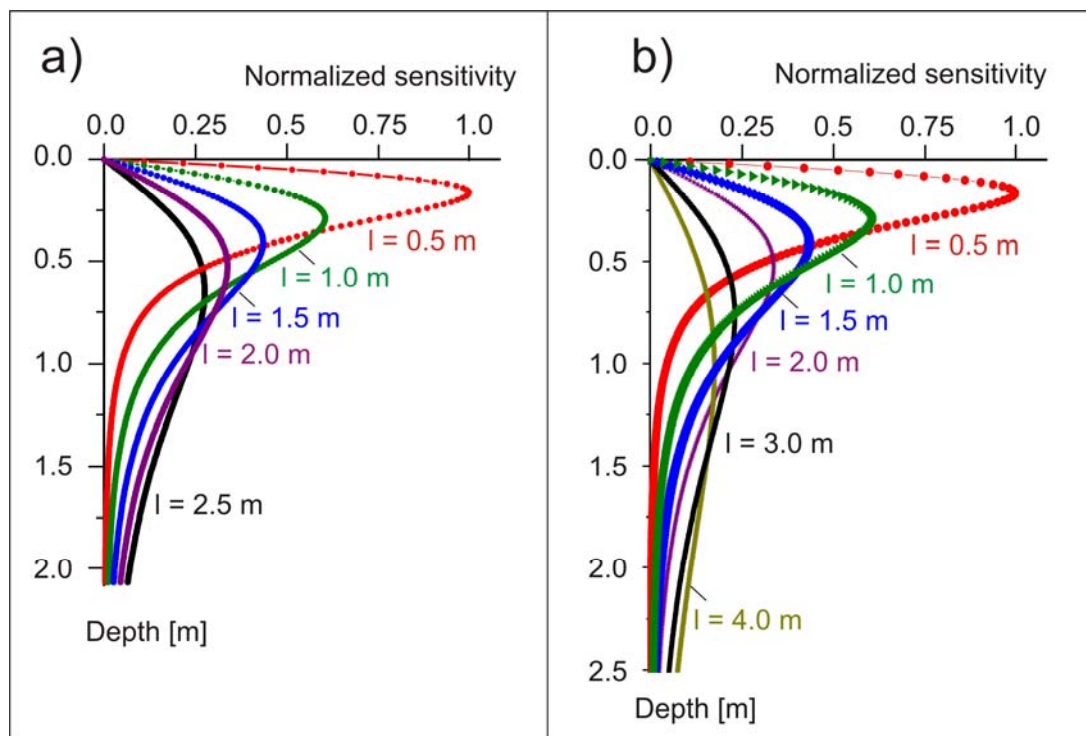 a)
Normalized sensitivity
0.0 0.25 0.5 0.75 1.0
0.0
0.5
1.0
1.5
2.0
l = 0.5 m
l = 1.0 m
l = 1.5 m
l = 2.0 m
l = 2.5 m
Depth [m]
b)
Normalized sensitivity
0.0 0.25 0.5 0.75 1.0
0.0
0.5
1.0
1.5
2.0
2.5
l = 0.5 m
l = 1.0 m
l = 1.5 m
l = 2.0 m
l = 3.0 m
l = 4.0 m
Depth [m]